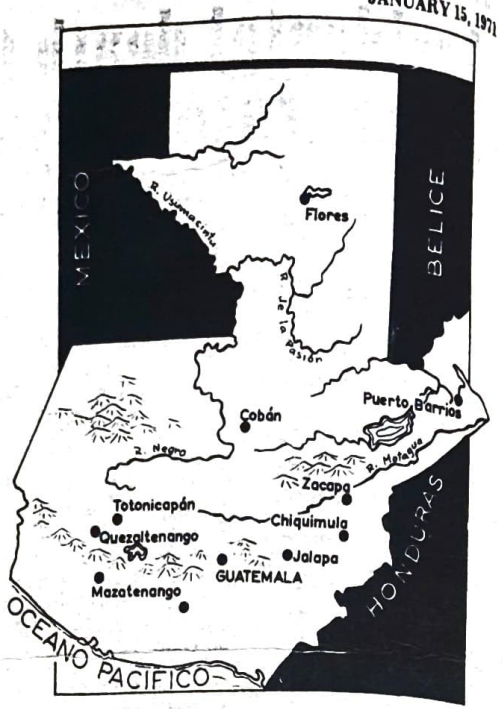 JANUARY 15, 1971
MEXICO
BELICE
R. Usumacinta
Flores
R. de la Pasión
Puerto Barrios
Cobán
R. Negro
R. Motagua
Zacapa
Totonicapán
Chiquimula
Quezaltenango
Jalapa
GUATEMALA
Mazatenango
HONDURAS
OCEANO PACIFICO